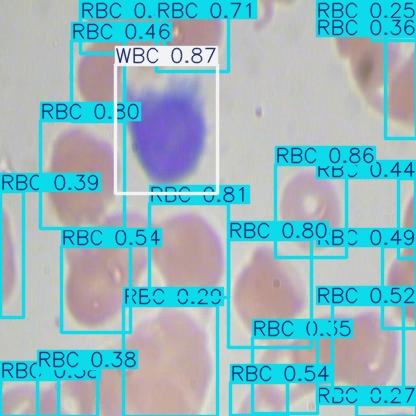 RBC 0.71
RBC 0.25
RBC 0.36
RBC 0.46
WBC 0.87
RBC 0.80
RBC 0.86
RBC 0.44
RBC 0.39
RBC 0.81
RBC 0.80
RBC 0.49
RBC 0.54
RBC 0.29
RBC 0.52
RBC 0.35
RBC 0.38
RBC 0.54
RBC 0.27